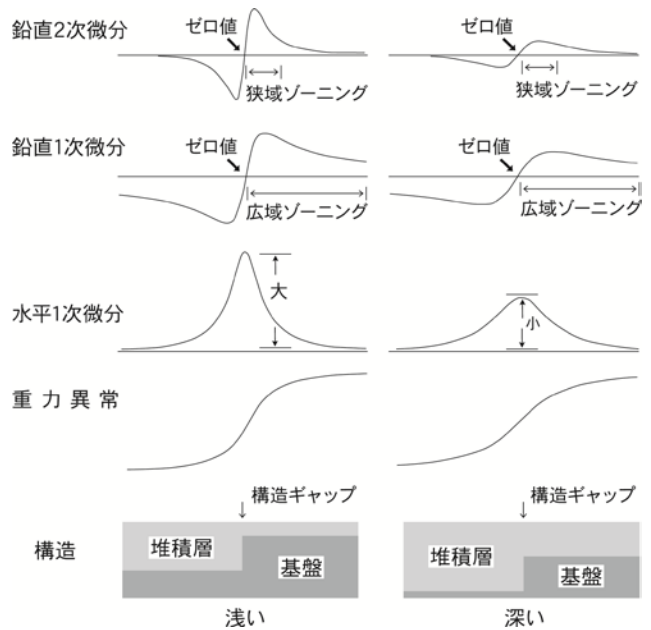 鉛直2次微分
ゼロ値
狭域ゾーニング
ゼロ値
狭域ゾーニング
鉛直1次微分
ゼロ値
広域ゾーニング
ゼロ値
広域ゾーニング
水平1次微分
大
小
重力異常
構造ギャップ
構造ギャップ
構造
堆積層
基盤
堆積層
基盤
浅い
深い